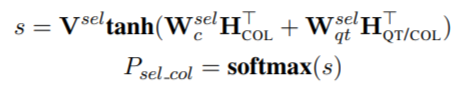 s = V^{sel} tanh(W_c^{sel} H_{COL}^⊤ + W_{qt}^{sel} H_{QT/COL}^⊤)
P_{sel_col} = softmax(s)